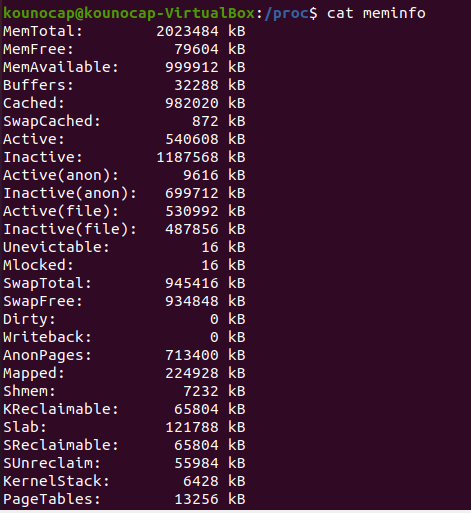 kounocap@kounocap-VirtualBox:/proc$ cat meminfo
MemTotal:        2023484 kB
MemFree:           79604 kB
MemAvailable:     999912 kB
Buffers:           32288 kB
Cached:           982020 kB
SwapCached:          872 kB
Active:           540608 kB
Inactive:        1187568 kB
Active(anon):       9616 kB
Inactive(anon):   699712 kB
Active(file):     530992 kB
Inactive(file):   487856 kB
Unevictable:          16 kB
Mlocked:              16 kB
SwapTotal:        945416 kB
SwapFree:         934848 kB
Dirty:                 0 kB
Writeback:             0 kB
AnonPages:        713400 kB
Mapped:           224928 kB
Shmem:              7232 kB
KReclaimable:      65804 kB
Slab:             121788 kB
SReclaimable:      65804 kB
SUnreclaim:        55984 kB
KernelStack:        6428 kB
PageTables:        13256 kB